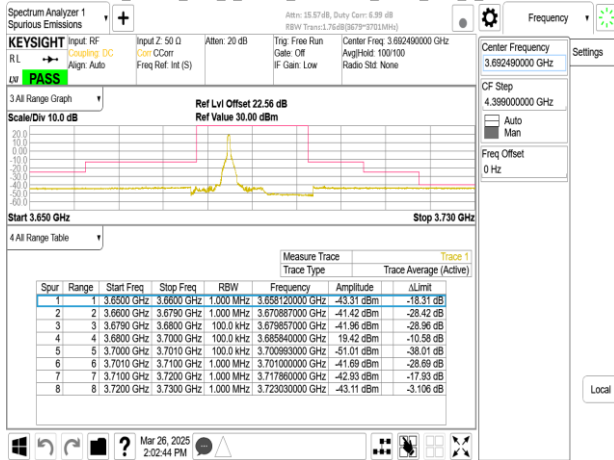 Spectrum Analyzer 1
Spurious Emissions
Attn: 15.57dB, Duty Corr: 6.99 dB
RBW Trans:1.76dB(3679~3701MHz)
Frequency
KEYSIGHT
RL
LXI
PASS
Input: RF
Coupling: DC
Align: Auto
Input Z: 50 Ω
Corr CCorr
Freq Ref: Int (S)
Atten: 20 dB
Trig: Free Run
Gate: Off
IF Gain: Low
Center Freq: 3.692490000 GHz
Avg|Hold: 100/100
Radio Std: None
Center Frequency
3.692490000 GHz
Settings
CF Step
4.399000000 GHz
Auto
Man
Freq Offset
0 Hz
Local
3 All Range Graph
Scale/Div 10.0 dB
Ref Lvl Offset 22.56 dB
Ref Value 30.00 dBm
20.0
10.0
0.00
-10.0
-20.0
-30.0
-40.0
-50.0
-60.0
Start 3.650 GHz
Stop 3.730 GHz
4 All Range Table
Measure Trace Trace 1
Trace Type Trace Average (Active)
Spur Range Start Freq Stop Freq RBW Frequency Amplitude ΔLimit
1 1 3.6500 GHz 3.6600 GHz 1.000 MHz 3.658120000 GHz -43.31 dBm -18.31 dB
2 2 3.6600 GHz 3.6790 GHz 1.000 MHz 3.670887000 GHz -41.42 dBm -28.42 dB
3 3 3.6790 GHz 3.6800 GHz 100.0 kHz 3.679857000 GHz -41.96 dBm -28.96 dB
4 4 3.6800 GHz 3.7000 GHz 100.0 kHz 3.685840000 GHz 19.42 dBm -10.58 dB
5 5 3.7000 GHz 3.7010 GHz 100.0 kHz 3.700993000 GHz -51.01 dBm -38.01 dB
6 6 3.7010 GHz 3.7100 GHz 1.000 MHz 3.701000000 GHz -41.69 dBm -28.69 dB
7 7 3.7100 GHz 3.7200 GHz 1.000 MHz 3.717860000 GHz -42.93 dBm -17.93 dB
8 8 3.7200 GHz 3.7300 GHz 1.000 MHz 3.723030000 GHz -43.11 dBm -3.106 dB
?
Mar 26, 2025
2:02:44 PM